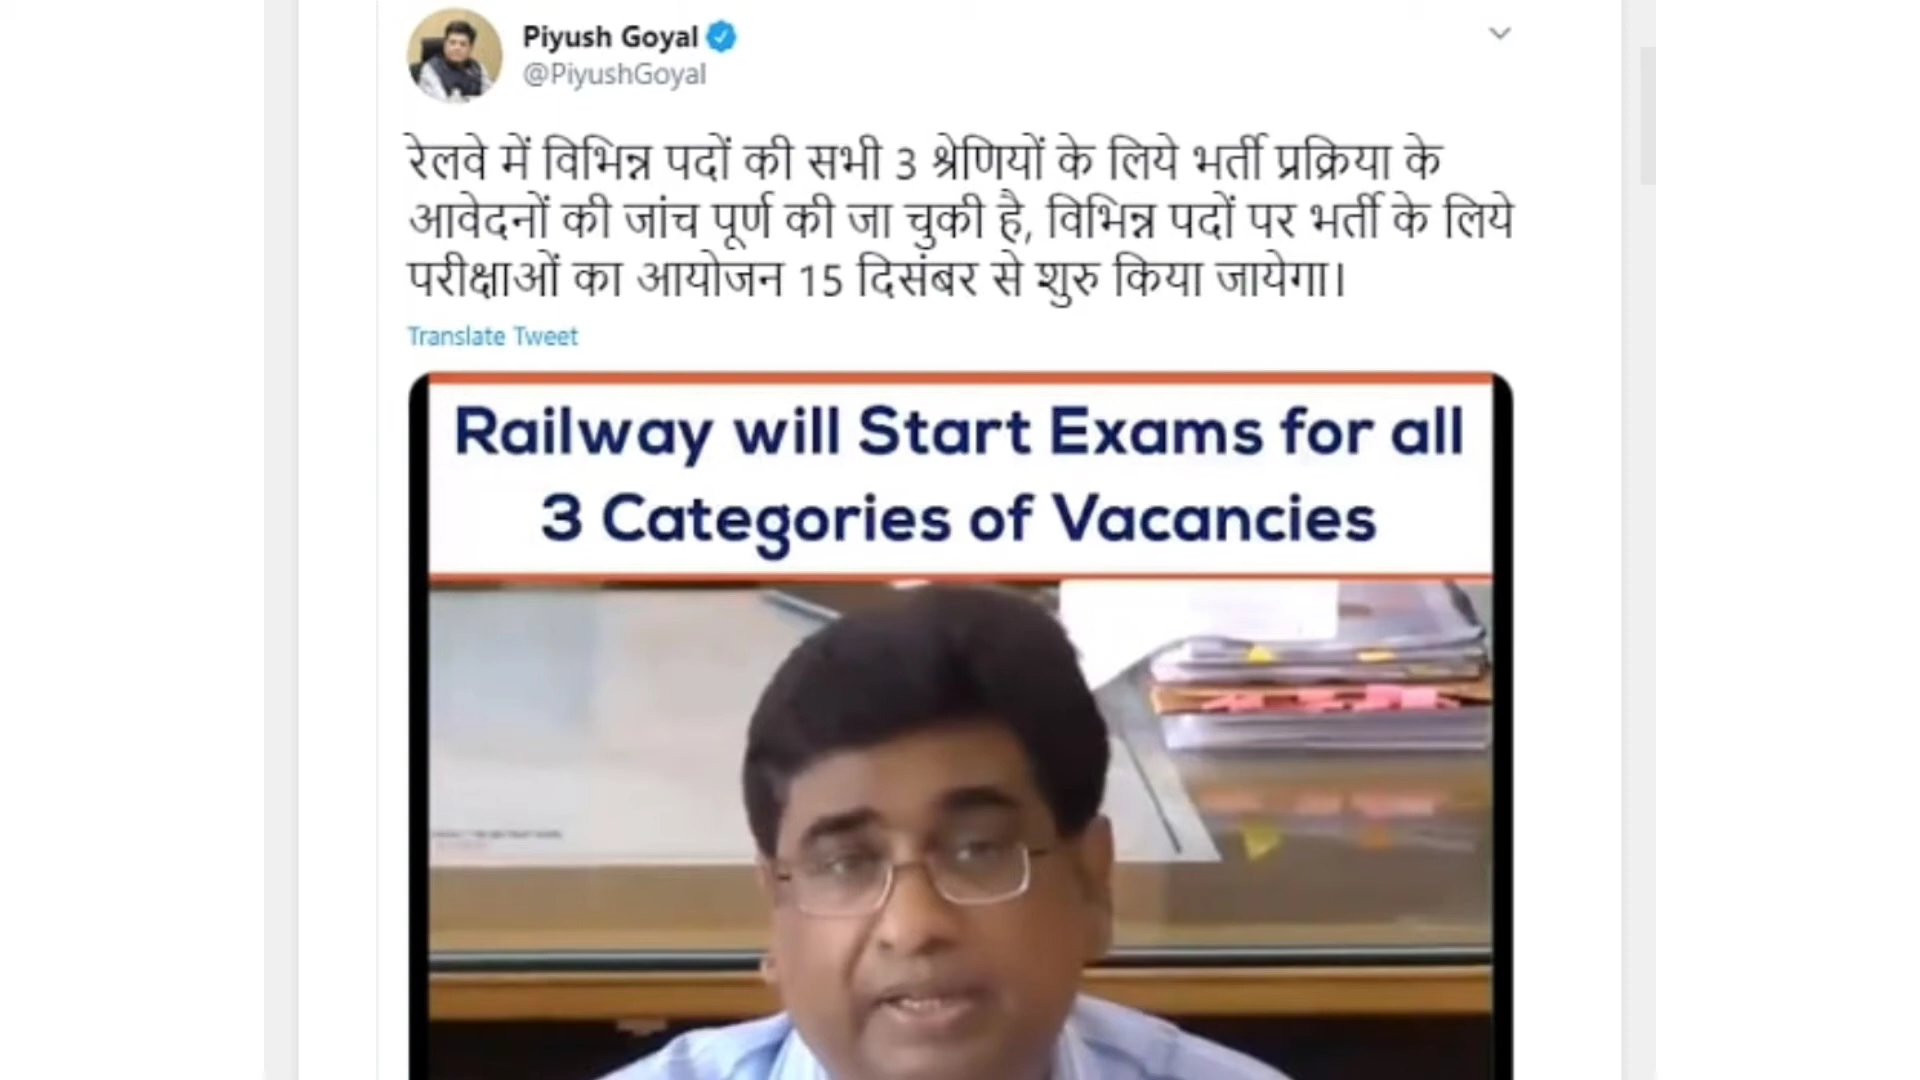 Piyush Goyal
@PiyushGoyal
रेलवे में विभिन्न पदों की सभी 3 श्रेणियों के लिये भर्ती प्रक्रिया के
आवेदनों की जांच पूर्ण की जा चुकी है, विभिन्न पदों पर भर्ती के लिये
परीक्षाओं का आयोजन 15 दिसंबर से शुरु किया जायेगा।
Translate Tweet
Railway will Start Exams for all
3 Categories of Vacancies